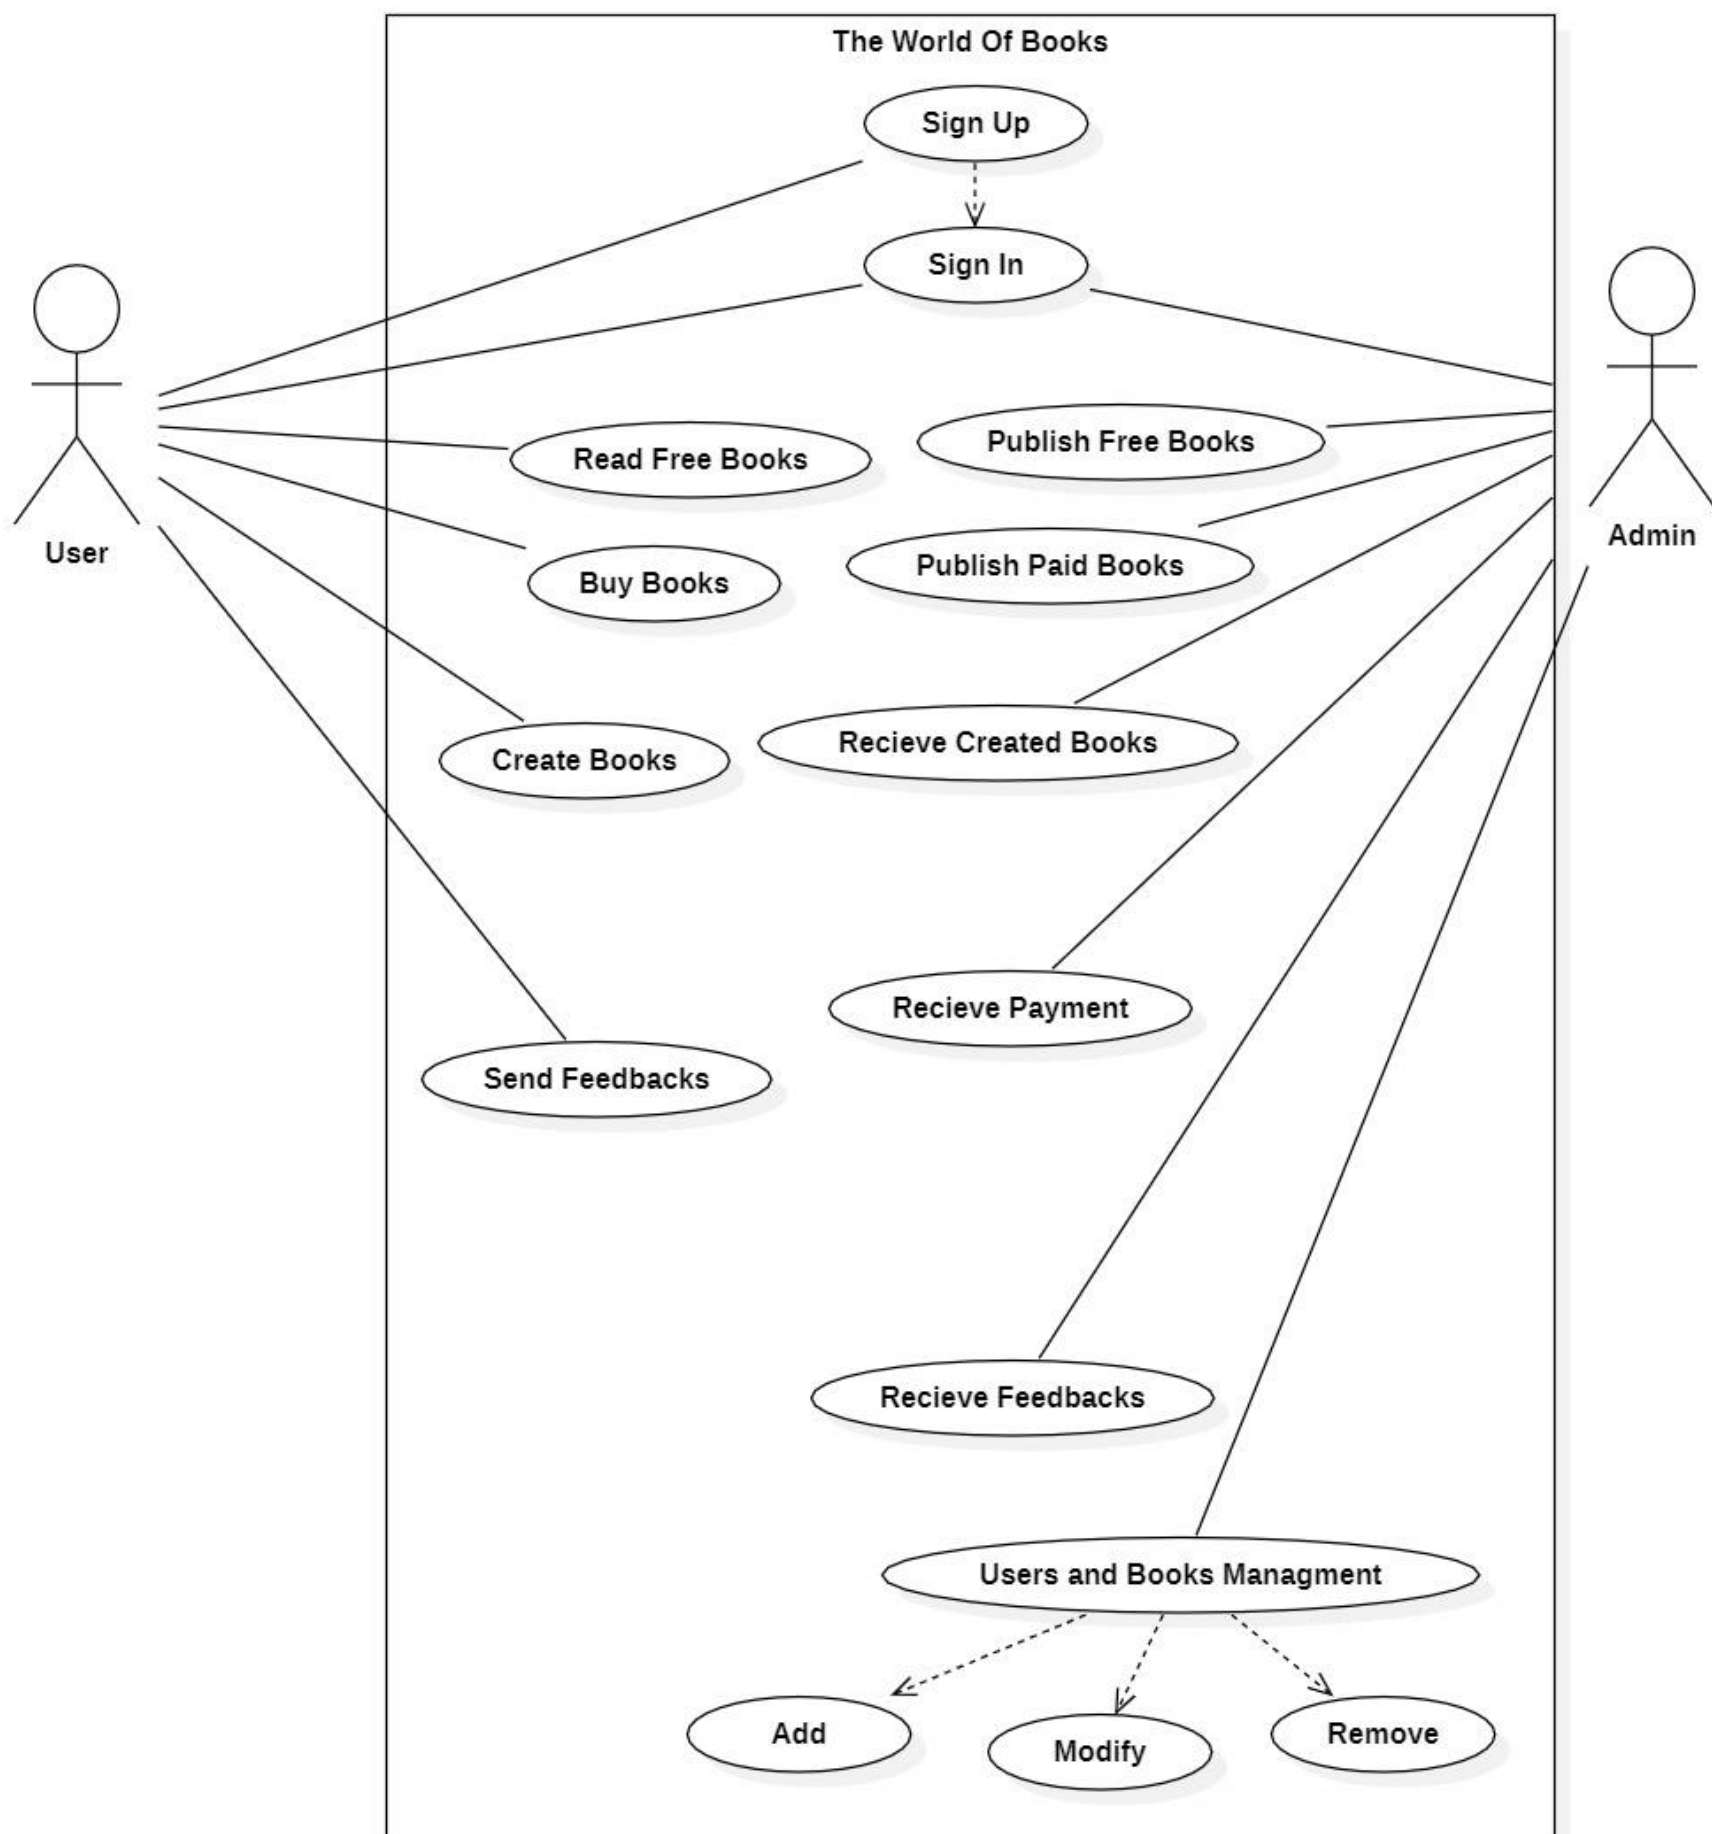 The World Of Books
Sign Up
Sign In
User
Admin
Read Free Books
Publish Free Books
Buy Books
Publish Paid Books
Create Books
Recieve Created Books
Recieve Payment
Send Feedbacks
Recieve Feedbacks
Users and Books Managment
Add
Modify
Remove